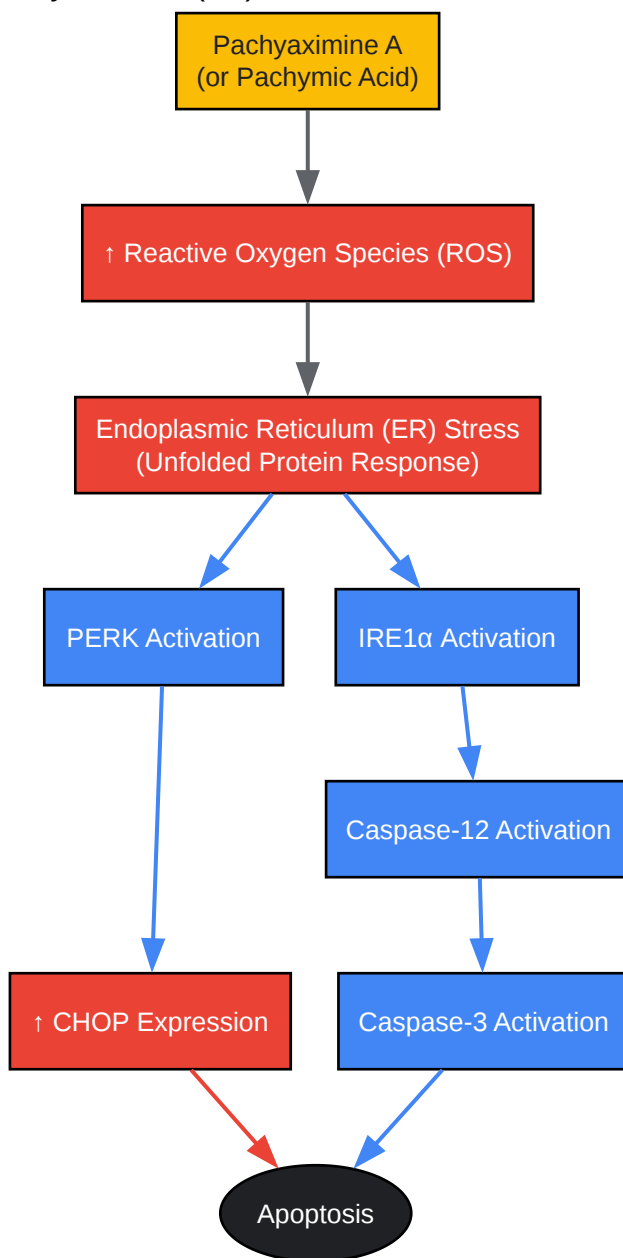 Pachyaximine A
(or Pachymic Acid)
↑ Reactive Oxygen Species (ROS)
Endoplasmic Reticulum (ER) Stress
(Unfolded Protein Response)
PERK Activation
IRE1α Activation
Caspase-12 Activation
↑ CHOP Expression
Caspase-3 Activation
Apoptosis